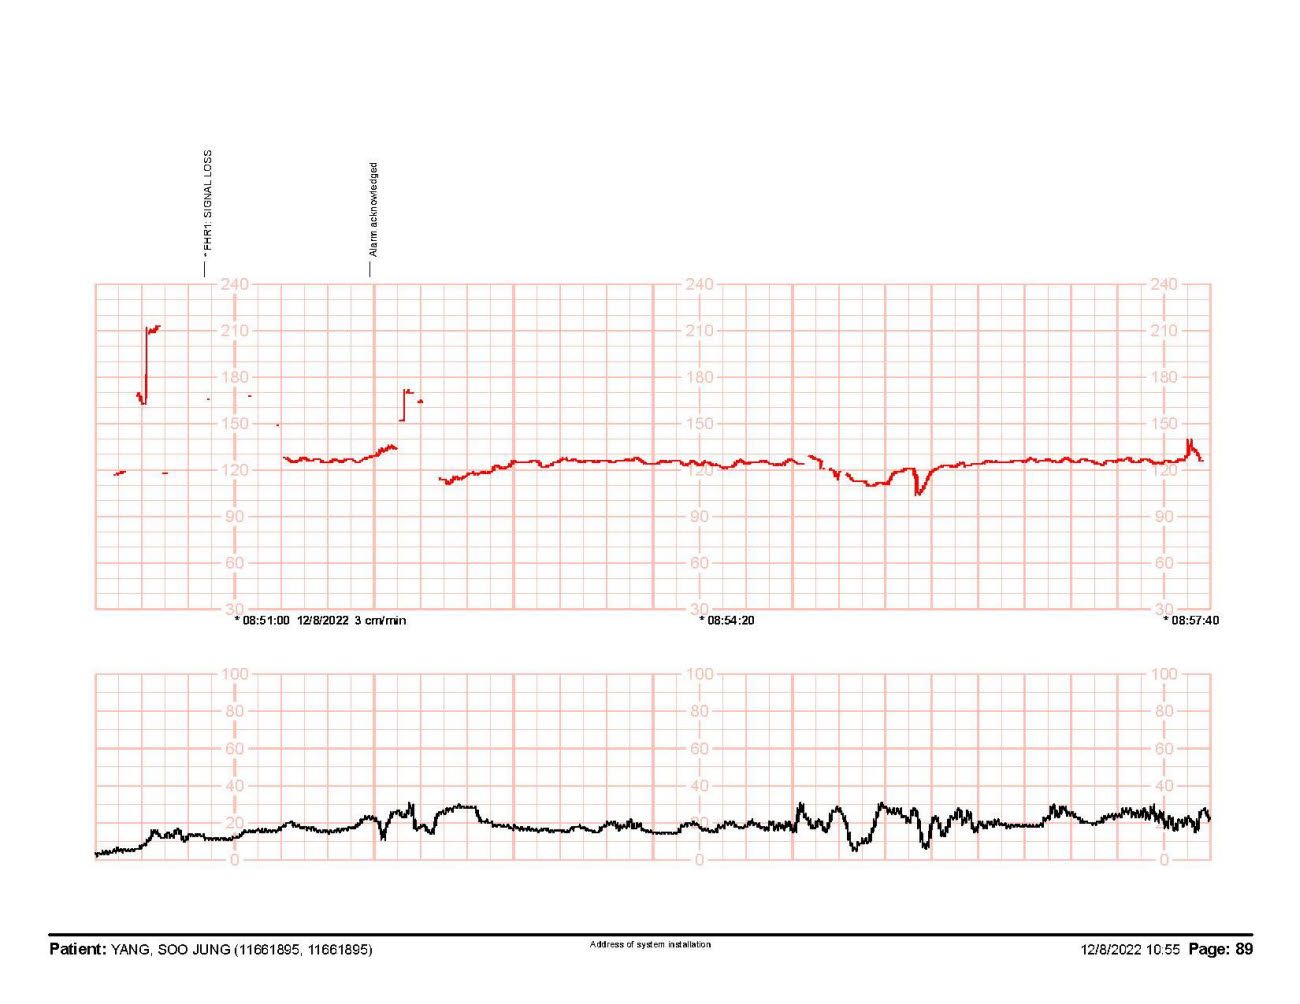 * FHR1: SIGNAL LOSS
Alarm acknowledged
240 240 240
210 210 210
180 180 180
150 150 150
120 120 120
90 90 90
60 60 60
30 30 30
* 08:51:00 12/8/2022 3 cm/min * 08:54:20 * 08:57:40
100 100 100
80 80 80
60 60 60
40 40 40
20 20 20
0 0 0
Patient: YANG, SOO JUNG (11661895, 11661895) Address of system installation 12/8/2022 10:55 Page: 89